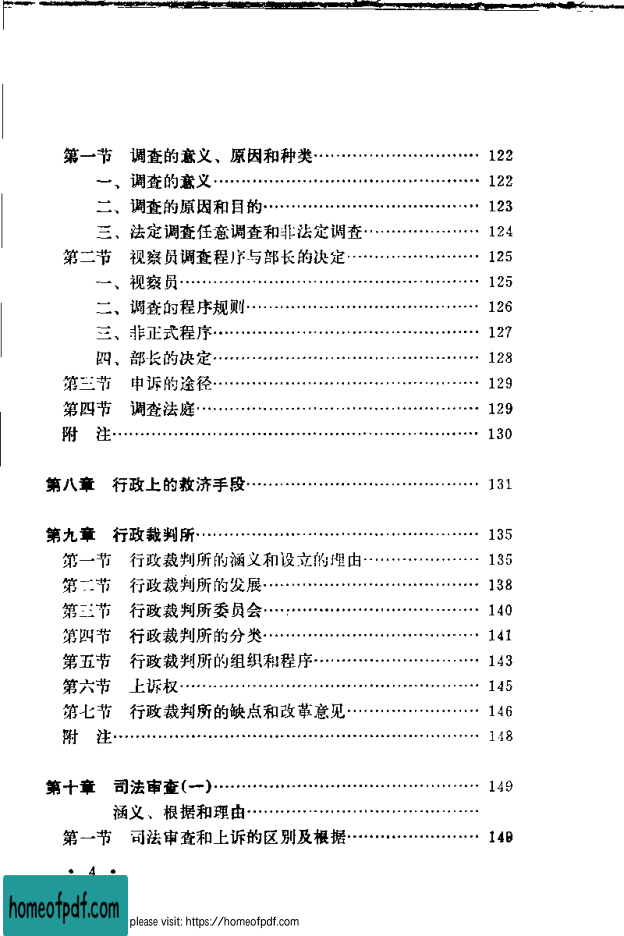 第一节 调查的意义、原因和种类…………………………… 122
一、调查的意义…………………………………………… 122
二、调查的原因和目的…………………………………… 123
三、法定调查任意调查和非法定调查………………… 124
第二节 视察员调查程序与部长的决定……………………… 125
一、视察员………………………………………………… 125
二、调查的程序规则……………………………………… 126
三、非正式程序…………………………………………… 127
四、部长的决定…………………………………………… 128
第三节 申诉的途径…………………………………………… 129
第四节 调查法庭……………………………………………… 129
附 注…………………………………………………………… 130
第八章 行政上的救济手段……………………………………… 131
第九章 行政裁判所……………………………………………… 135
第一节 行政裁判所的涵义和设立的理由…………………… 135
第二节 行政裁判所的发展…………………………………… 138
第三节 行政裁判所委员会…………………………………… 140
第四节 行政裁判所的分类…………………………………… 141
第五节 行政裁判所的组织和程序…………………………… 143
第六节 上诉权………………………………………………… 145
第七节 行政裁判所的缺点和改革意见……………………… 146
附 注…………………………………………………………… 148
第十章 司法审查(一)…………………………………………… 149
涵义、根据和理由………………………………………
第一节 司法审查和上诉的区别及根据……………………… 149
• 4 •
homeofpdf.com
please visit: https://homeofpdf.com